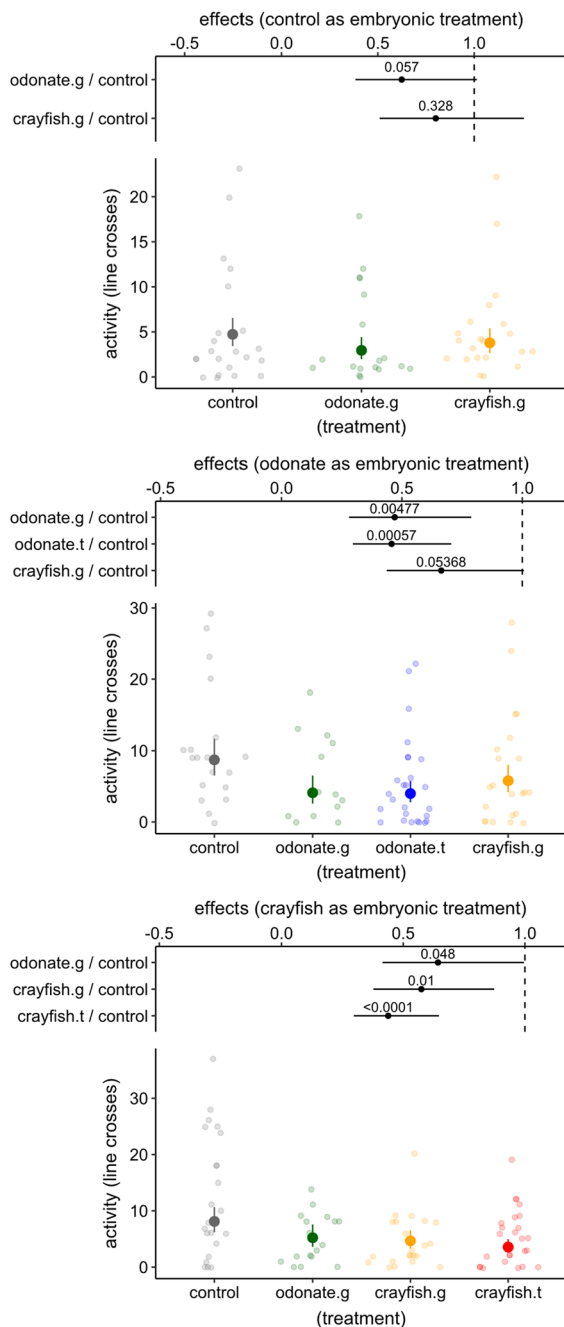 effects (control as embryonic treatment)
-0.5 0.0 0.5 1.0
odonate.g / control 0.057
crayfish.g / control 0.328
activity (line crosses)
20
15
10
5
0
control odonate.g crayfish.g
(treatment)
effects (odonate as embryonic treatment)
-0.5 0.0 0.5 1.0
odonate.g / control 0.00477
odonate.t / control 0.00057
crayfish.g / control 0.05368
activity (line crosses)
30
20
10
0
control odonate.g odonate.t crayfish.g
(treatment)
effects (crayfish as embryonic treatment)
-0.5 0.0 0.5 1.0
odonate.g / control 0.048
crayfish.g / control 0.01
crayfish.t / control <0.0001
activity (line crosses)
30
20
10
0
control odonate.g crayfish.g crayfish.t
(treatment)